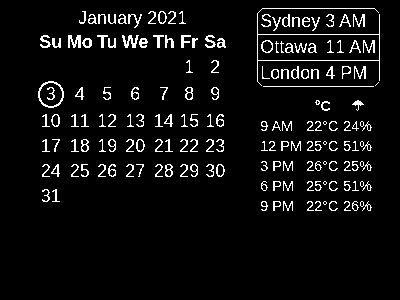 January 2021
Su Mo Tu We Th Fr Sa
1 2
3 4 5 6 7 8 9
10 11 12 13 14 15 16
17 18 19 20 21 22 23
24 25 26 27 28 29 30
31
Sydney 3 AM
Ottawa 11 AM
London 4 PM
°C ☂
9 AM 22°C 24%
12 PM 25°C 51%
3 PM 26°C 25%
6 PM 25°C 51%
9 PM 22°C 26%